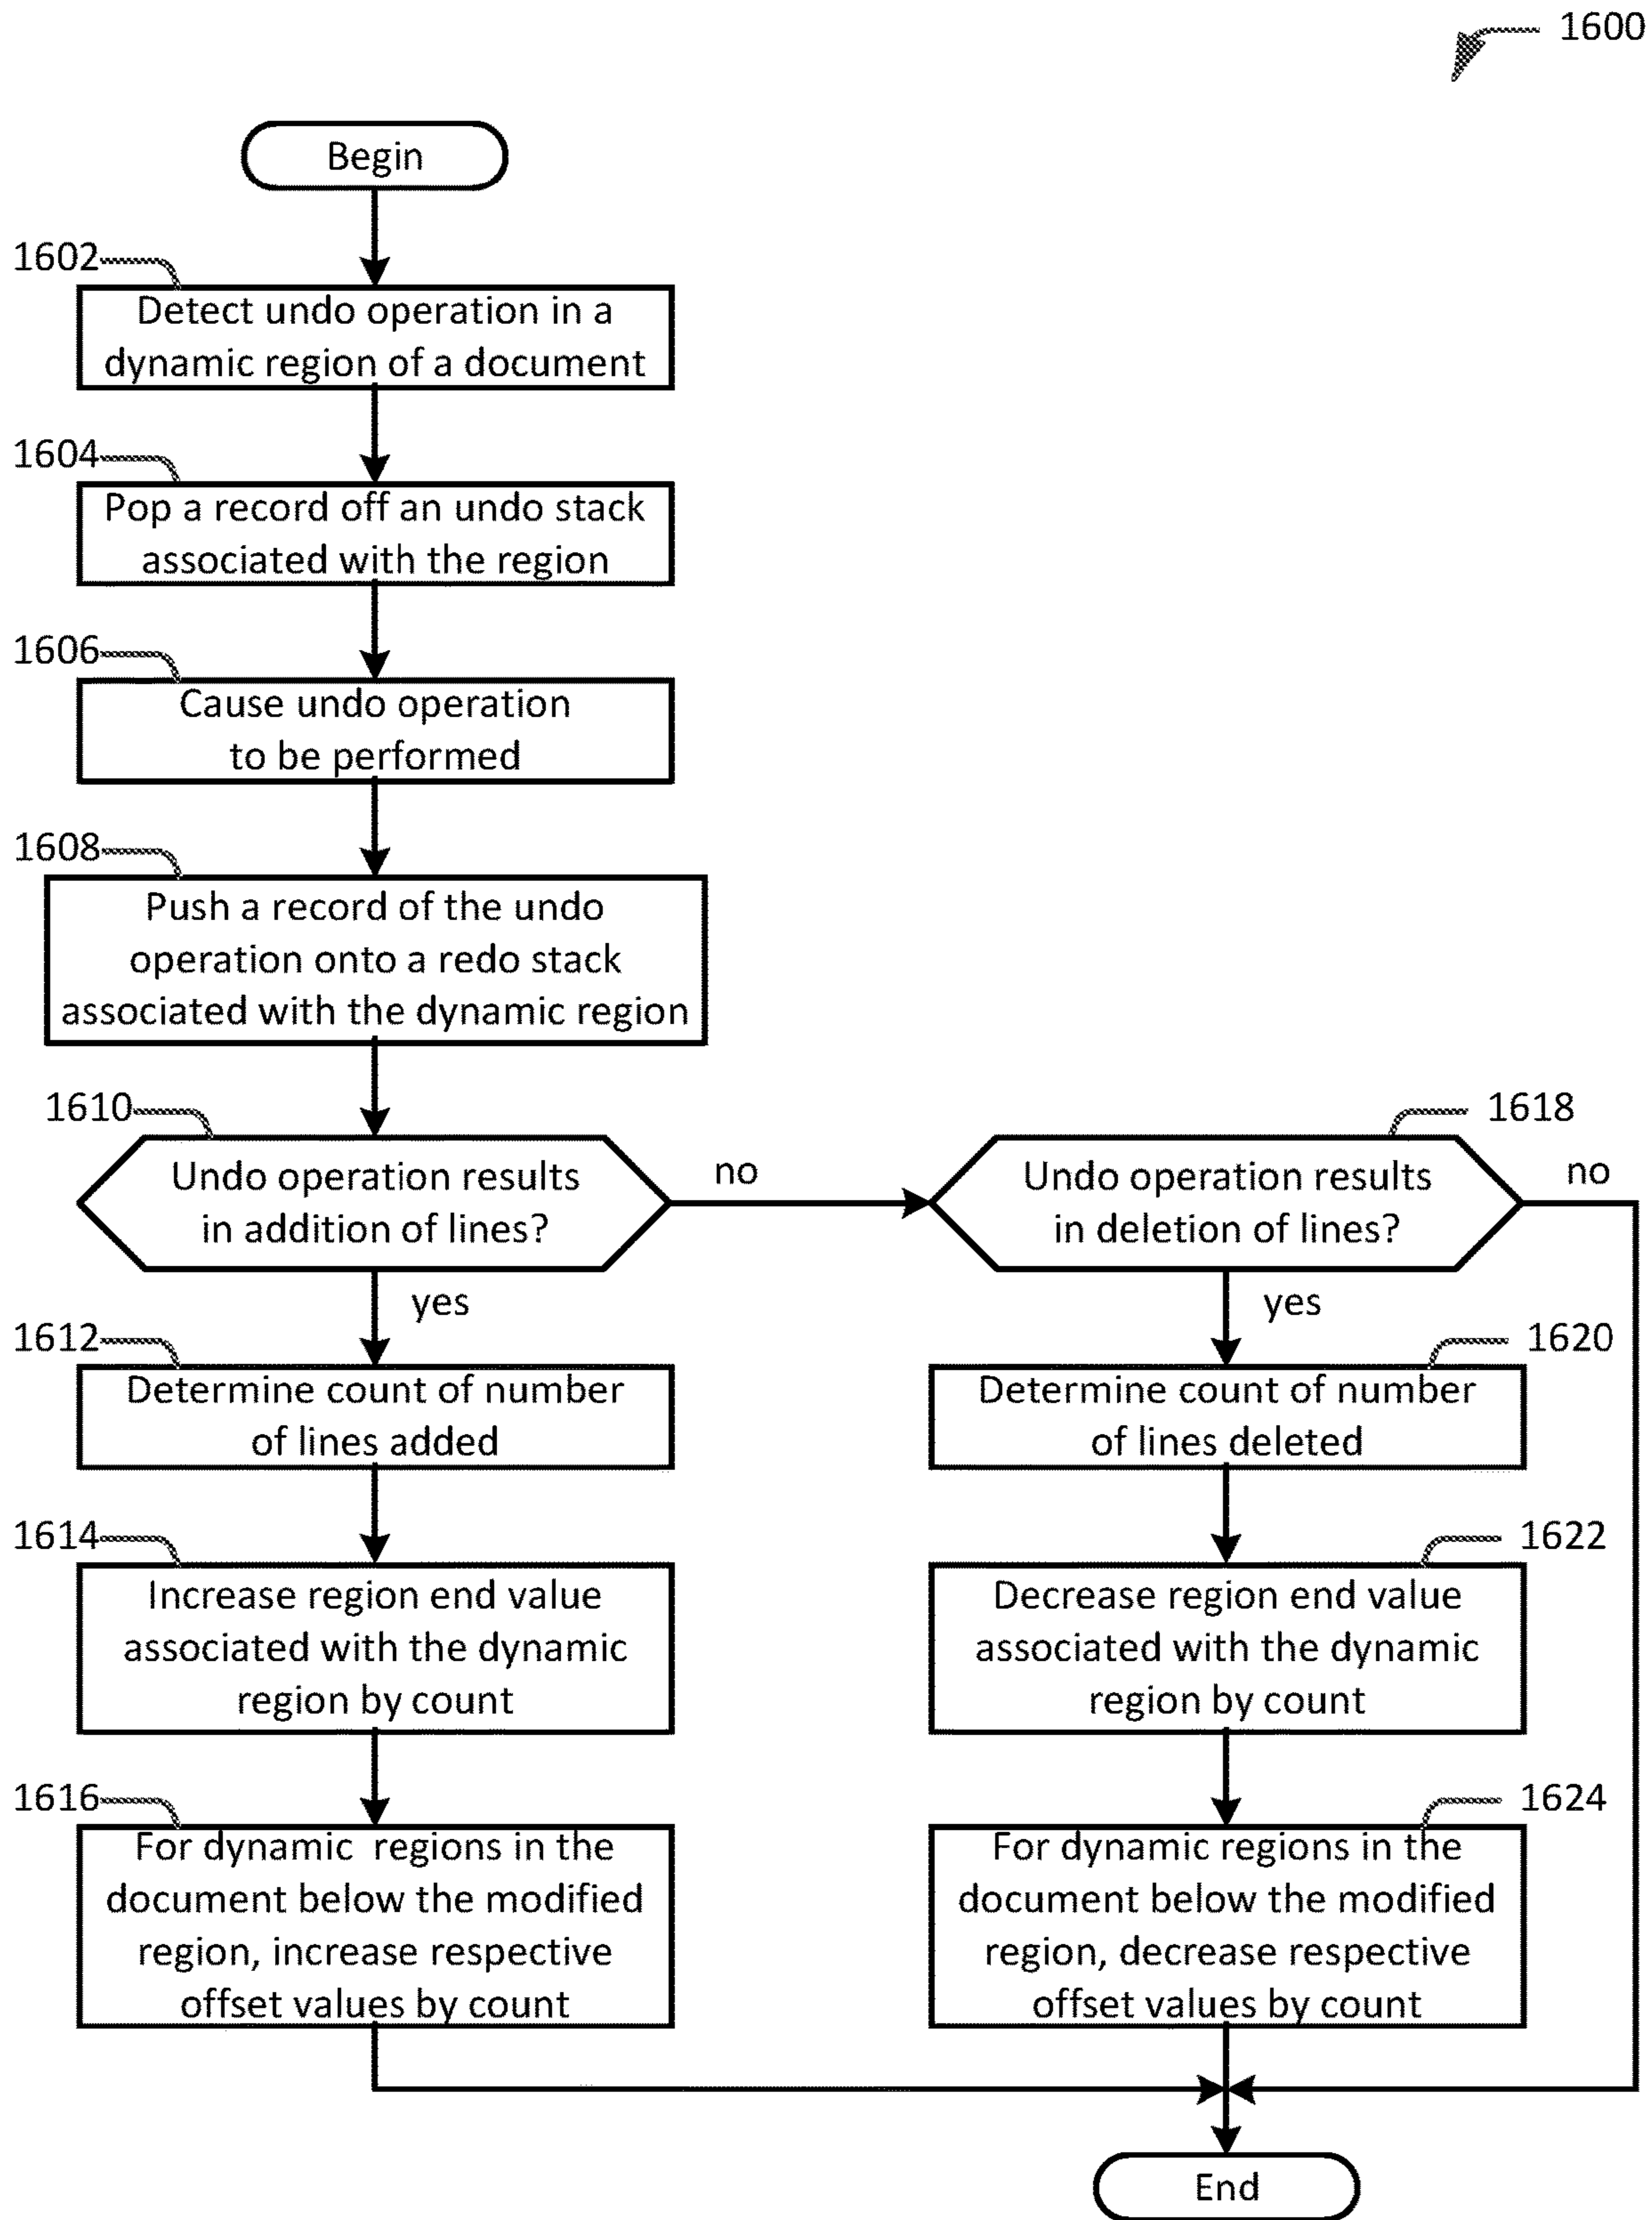 1600
Begin
1602
Detect undo operation in a
dynamic region of a document
1604
Pop a record off an undo stack
associated with the region
1606
Cause undo operation
to be performed
1608
Push a record of the undo
operation onto a redo stack
associated with the dynamic region
1610
Undo operation results
in addition of lines?
no
yes
1618
Undo operation results
in deletion of lines?
no
yes
1612
Determine count of number
of lines added
1614
Increase region end value
associated with the dynamic
region by count
1616
For dynamic regions in the
document below the modified
region, increase respective
offset values by count
1620
Determine count of number
of lines deleted
1622
Decrease region end value
associated with the dynamic
region by count
1624
For dynamic regions in the
document below the modified
region, decrease respective
offset values by count
End